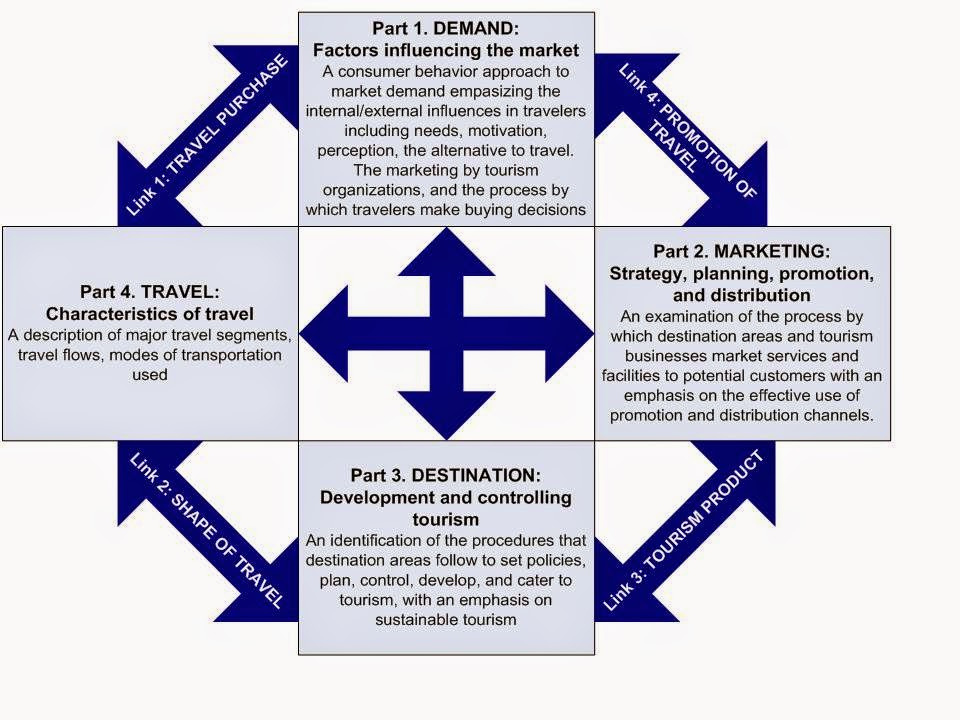 Part 1. DEMAND:
Factors influencing the market
A consumer behavior approach to
market demand empasizing the
internal/external influences in travelers
including needs, motivation,
perception, the alternative to travel.
The marketing by tourism
organizations, and the process by
which travelers make buying decisions
Link 1: TRAVEL PURCHASE
Link 4: PROMOTION OF
TRAVEL
Part 4. TRAVEL:
Characteristics of travel
A description of major travel segments,
travel flows, modes of transportation
used
Part 2. MARKETING:
Strategy, planning, promotion,
and distribution
An examination of the process by
which destination areas and tourism
businesses market services and
facilities to potential customers with an
emphasis on the effective use of
promotion and distribution channels.
Link 2: SHAPE OF TRAVEL
Part 3. DESTINATION:
Development and controlling
tourism
An identification of the procedures that
destination areas follow to set policies,
plan, control, develop, and cater to
tourism, with an emphasis on
sustainable tourism
Link 3: TOURISM PRODUCT